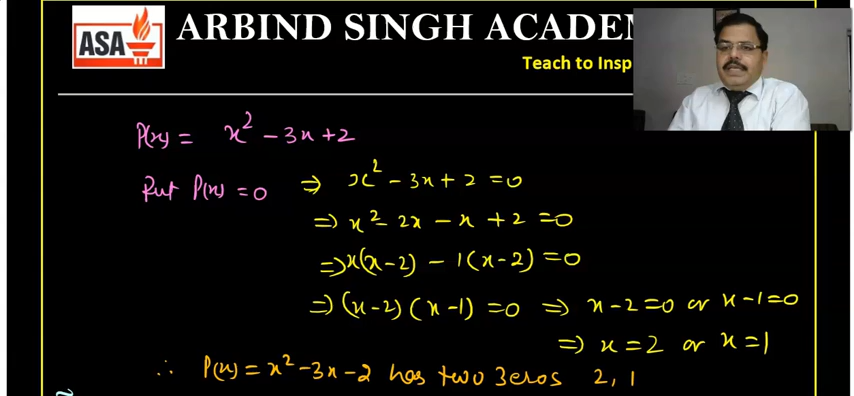 ASA
ARBIND SINGH ACADEM
Teach to Insp
P(x) = x² - 3x + 2
Put P(x) = 0 ⇒ x² - 3x + 2 = 0
⇒ x² - 2x - x + 2 = 0
⇒ x(x-2) - 1(x-2) = 0
⇒ (x-2)(x-1) = 0 ⇒ x-2=0 or x-1=0
⇒ x=2 or x=1
∴ P(x) = x² - 3x - 2 has two zeros 2, 1